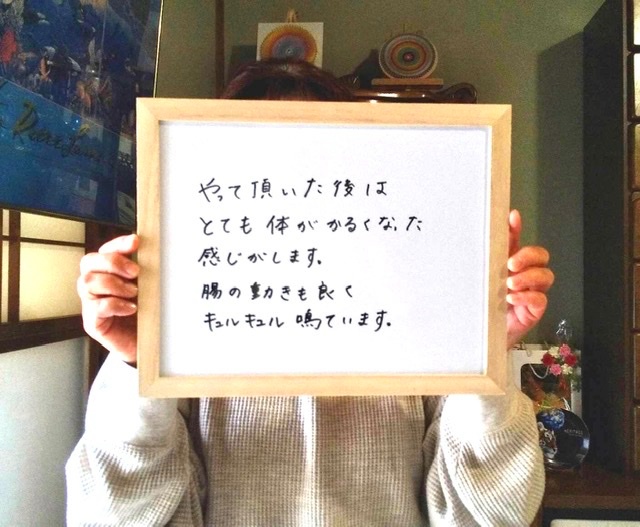 やって頂いた後は
とても体がかるくなった
感じがします。
腸の動きも良く
キュルキュル鳴ています。